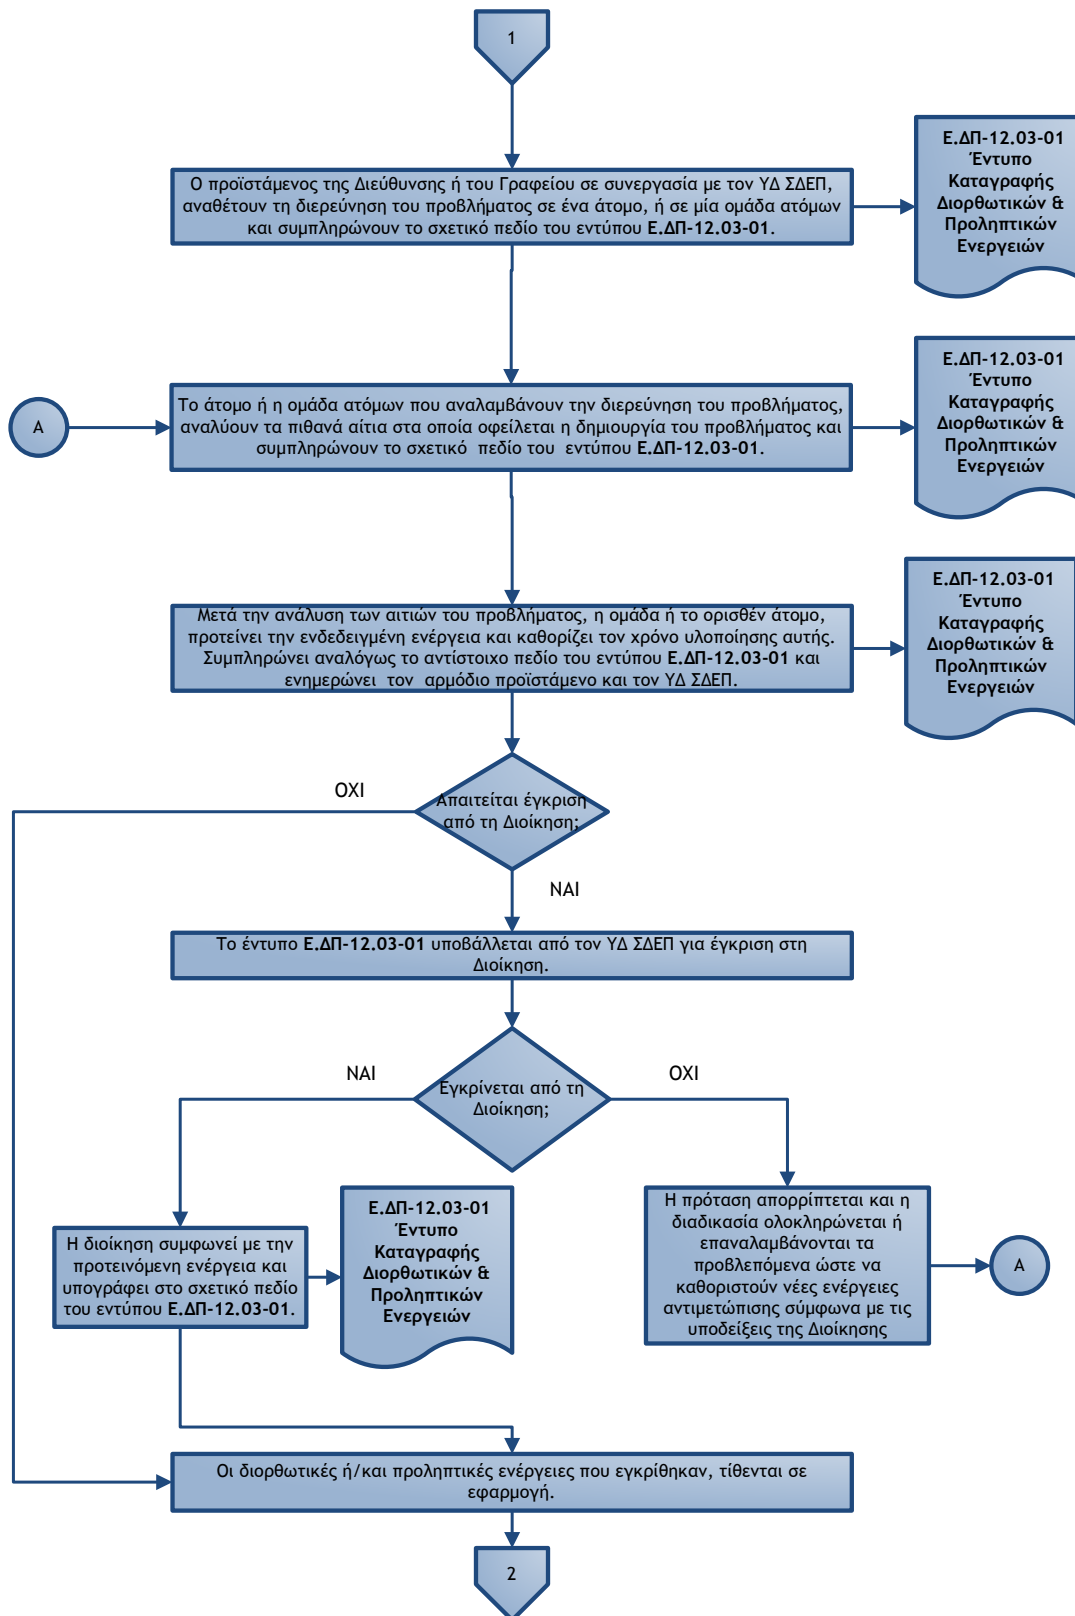 1
Ο προϊστάμενος της Διεύθυνσης ή του Γραφείου σε συνεργασία με τον ΥΔ ΣΔΕΠ,
αναθέτουν τη διερεύνηση του προβλήματος σε ένα άτομο, ή σε μία ομάδα ατόμων
και συμπληρώνουν το σχετικό πεδίο του εντύπου Ε.ΔΠ-12.03-01.
Ε.ΔΠ-12.03-01
Έντυπο
Καταγραφής
Διορθωτικών &
Προληπτικών
Ενεργειών
Α
Το άτομο ή η ομάδα ατόμων που αναλαμβάνουν την διερεύνηση του προβλήματος,
αναλύουν τα πιθανά αίτια στα οποία οφείλεται η δημιουργία του προβλήματος και
συμπληρώνουν το σχετικό πεδίο του εντύπου Ε.ΔΠ-12.03-01.
Ε.ΔΠ-12.03-01
Έντυπο
Καταγραφής
Διορθωτικών &
Προληπτικών
Ενεργειών
Μετά την ανάλυση των αιτιών του προβλήματος, η ομάδα ή το ορισθέν άτομο,
προτείνει την ενδεδειγμένη ενέργεια και καθορίζει τον χρόνο υλοποίησης αυτής.
Συμπληρώνει αναλόγως το αντίστοιχο πεδίο του εντύπου Ε.ΔΠ-12.03-01 και
ενημερώνει τον αρμόδιο προϊστάμενο και τον ΥΔ ΣΔΕΠ.
Ε.ΔΠ-12.03-01
Έντυπο
Καταγραφής
Διορθωτικών &
Προληπτικών
Ενεργειών
ΟΧΙ
Απαιτείται έγκριση
από τη Διοίκηση;
ΝΑΙ
Το έντυπο Ε.ΔΠ-12.03-01 υποβάλλεται από τον ΥΔ ΣΔΕΠ για έγκριση στη
Διοίκηση.
ΝΑΙ
Εγκρίνεται από τη
Διοίκηση;
ΟΧΙ
Η διοίκηση συμφωνεί με την
προτεινόμενη ενέργεια και
υπογράφει στο σχετικό πεδίο
του εντύπου Ε.ΔΠ-12.03-01.
Ε.ΔΠ-12.03-01
Έντυπο
Καταγραφής
Διορθωτικών &
Προληπτικών
Ενεργειών
Η πρόταση απορρίπτεται και η
διαδικασία ολοκληρώνεται ή
επαναλαμβάνονται τα
προβλεπόμενα ώστε να
καθοριστούν νέες ενέργειες
αντιμετώπισης σύμφωνα με τις
υποδείξεις της Διοίκησης
Α
Οι διορθωτικές ή/και προληπτικές ενέργειες που εγκρίθηκαν, τίθενται σε
εφαρμογή.
2